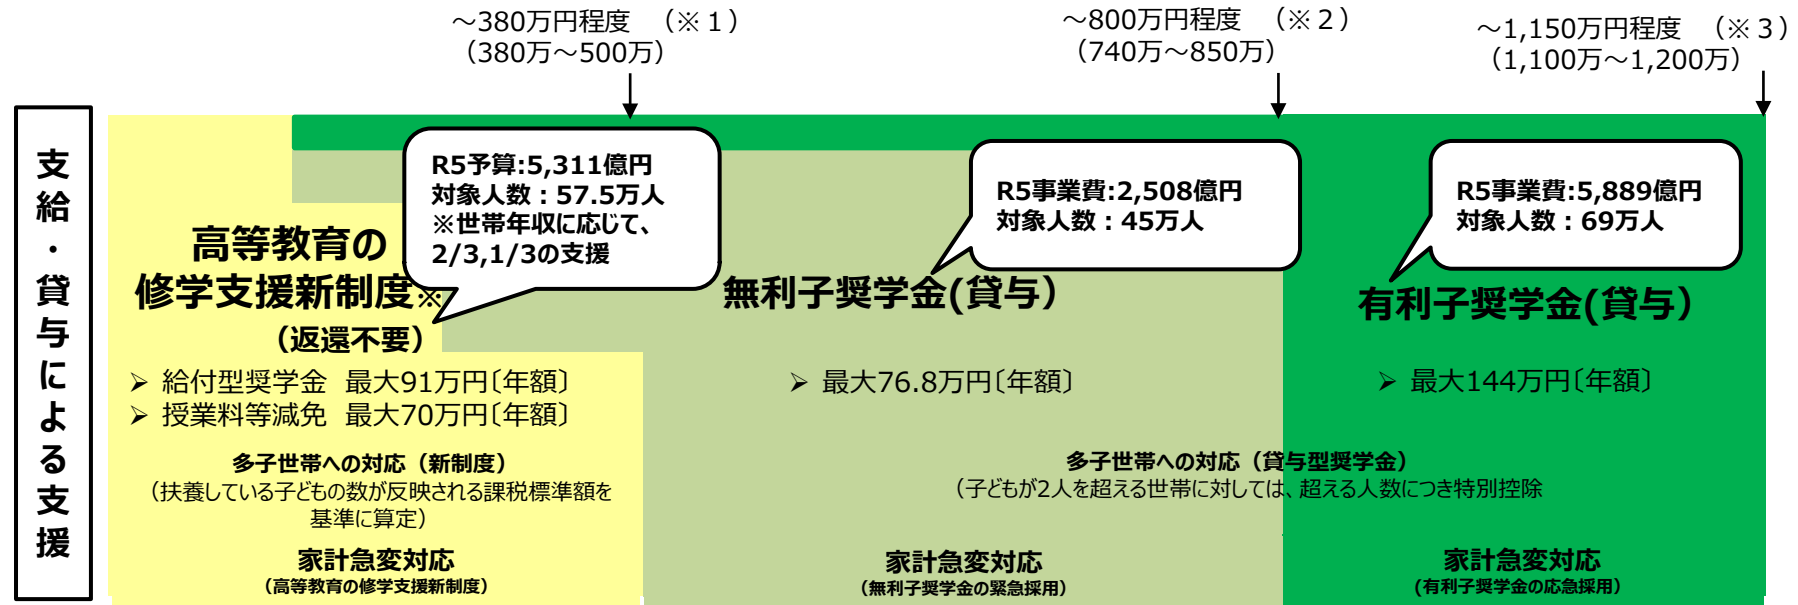 ～380万円程度　（※１）
（380万～500万）
～800万円程度　（※２）
（740万～850万）
～1,150万円程度　（※３）
（1,100万～1,200万）
支給・貸与による支援
R5予算:5,311億円
対象人数：57.5万人
※世帯年収に応じて、
2/3,1/3の支援
高等教育の
修学支援新制度※
（返還不要）
➢ 給付型奨学金　最大91万円〔年額〕
➢ 授業料等減免　最大70万円〔年額〕
多子世帯への対応（新制度）
（扶養している子どもの数が反映される課税標準額を
基準に算定）
家計急変対応
（高等教育の修学支援新制度）
R5事業費:2,508億円
対象人数：45万人
無利子奨学金(貸与）
➢ 最大76.8万円〔年額〕
多子世帯への対応（貸与型奨学金）
（子どもが2人を超える世帯に対しては、超える人数につき特別控除
家計急変対応
（無利子奨学金の緊急採用）
R5事業費:5,889億円
対象人数：69万人
有利子奨学金(貸与）
➢ 最大144万円〔年額〕
家計急変対応
（有利子奨学金の応急採用）